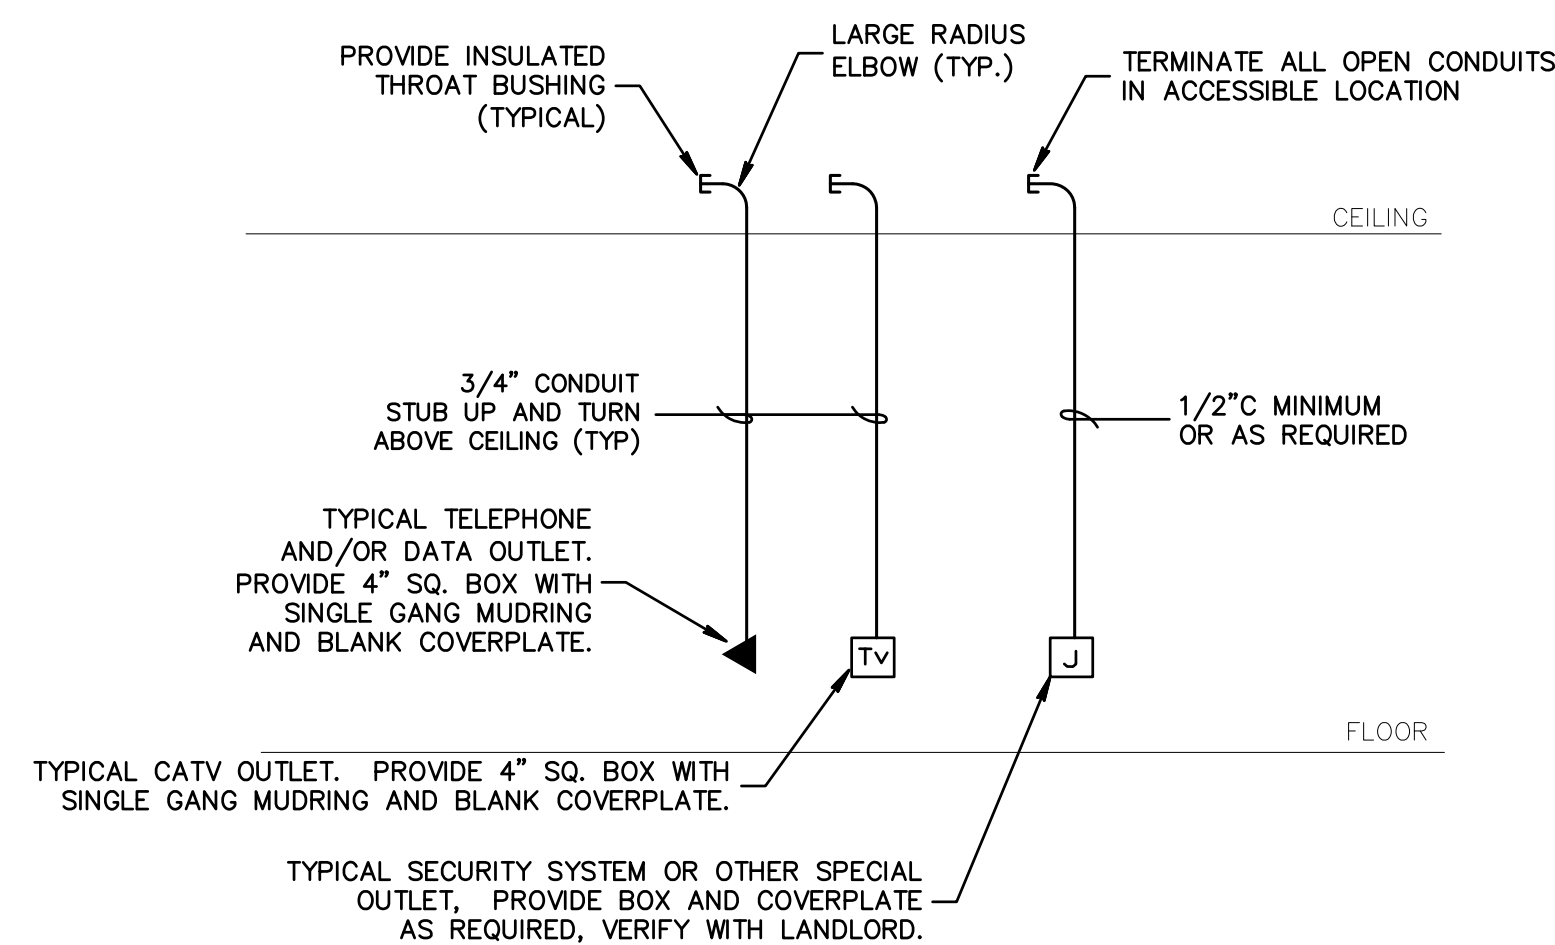 PROVIDE INSULATED
THROAT BUSHING
(TYPICAL)
LARGE RADIUS
ELBOW (TYP.)
TERMINATE ALL OPEN CONDUITS
IN ACCESSIBLE LOCATION
CEILING
3/4" CONDUIT
STUB UP AND TURN
ABOVE CEILING (TYP)
1/2"C MINIMUM
OR AS REQUIRED
TYPICAL TELEPHONE
AND/OR DATA OUTLET.
PROVIDE 4" SQ. BOX WITH
SINGLE GANG MUDRING
AND BLANK COVERPLATE.
TV
J
FLOOR
TYPICAL CATV OUTLET. PROVIDE 4" SQ. BOX WITH
SINGLE GANG MUDRING AND BLANK COVERPLATE.
TYPICAL SECURITY SYSTEM OR OTHER SPECIAL
OUTLET, PROVIDE BOX AND COVERPLATE
AS REQUIRED, VERIFY WITH LANDLORD.